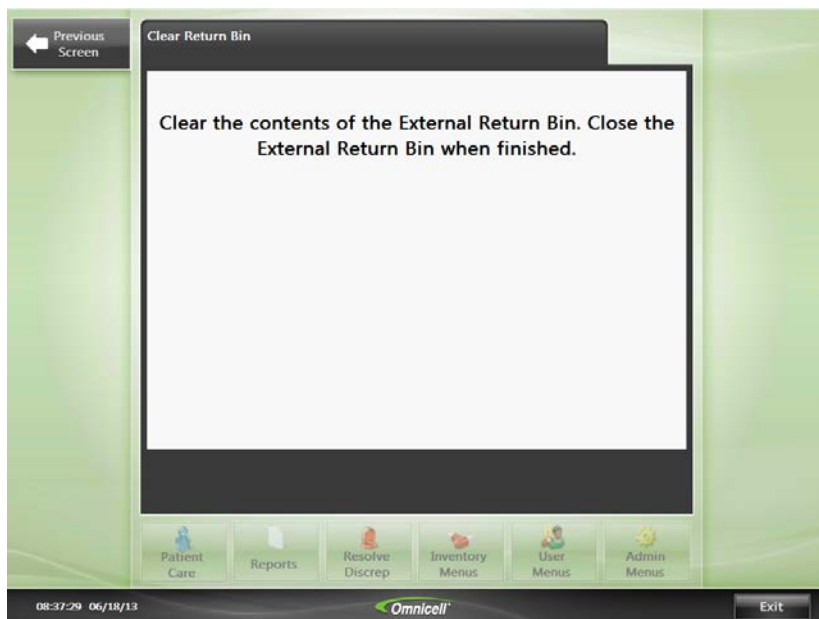 Previous
Screen
Clear Return Bin
Clear the contents of the External Return Bin. Close the
External Return Bin when finished.
Patient
Care
Reports
Resolve
Discrep
Inventory
Menus
User
Menus
Admin
Menus
08:37:29 06/18/13
Omnicell
Exit